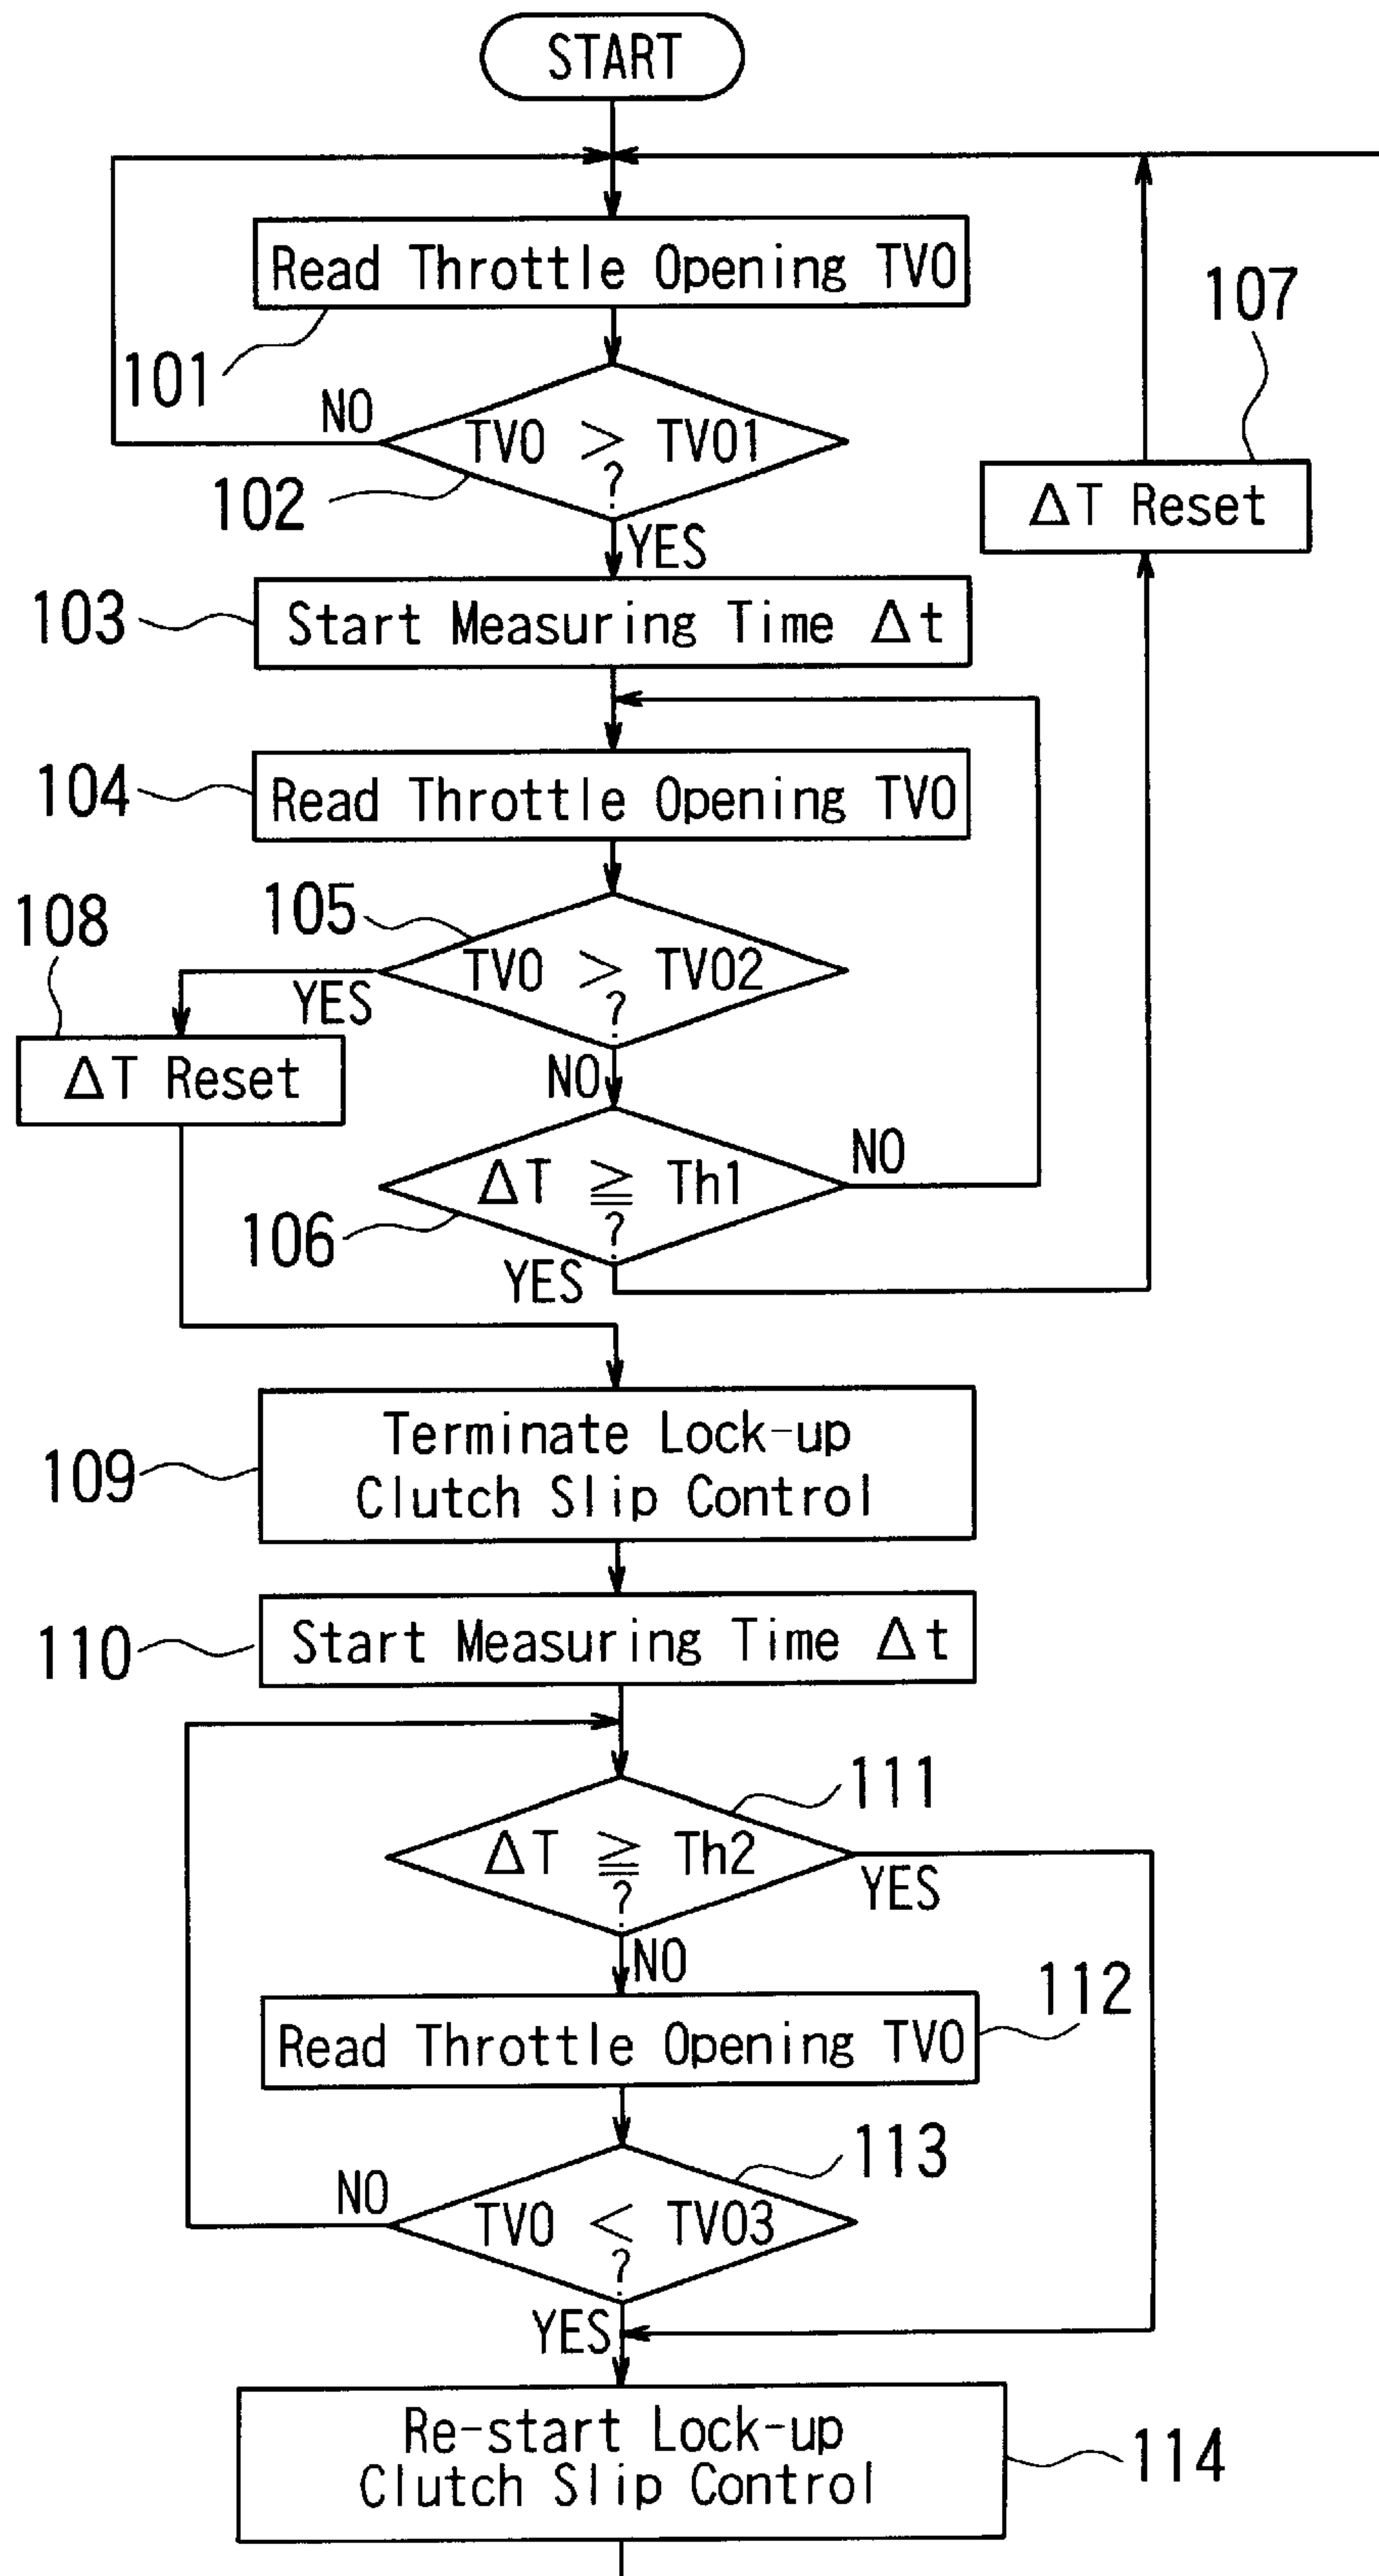 START
Read Throttle Opening TVO
101
107
NO
TVO > TVO1
?
102
ΔT Reset
YES
103
Start Measuring Time Δt
104
Read Throttle Opening TVO
108
105
TVO > TVO2
?
YES
ΔT Reset
NO
ΔT ≧ Th1
?
NO
106
YES
Terminate Lock-up
Clutch Slip Control
109
110
Start Measuring Time Δt
111
ΔT ≧ Th2
?
YES
NO
112
Read Throttle Opening TVO
113
NO
TVO < TVO3
?
YES
Re-start Lock-up
Clutch Slip Control
114